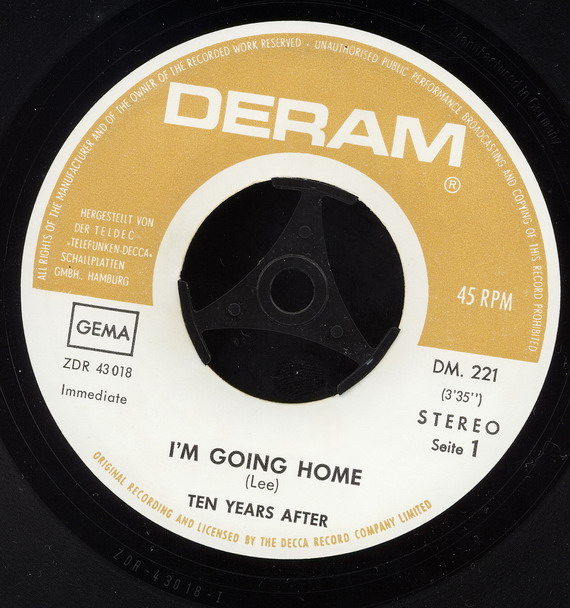 ALL RIGHTS OF THE MANUFACTURER AND OF THE OWNER OF THE RECORDED WORK RESERVED - UNAUTHORISED PUBLIC PERFORMANCE BROADCASTING AND COPYING OF THIS RECORD PROHIBITED
DERAM
®
HERGESTELLT VON
DER TELDEC
»TELEFUNKEN-DECCA«
SCHALLPLATTEN
GMBH., HAMBURG
45 RPM
GEMA
ZDR 43 018
Immediate
DM. 221
(3'35'')
STEREO
Seite 1
I'M GOING HOME
(Lee)
TEN YEARS AFTER
ORIGINAL RECORDING AND LICENSED BY THE DECCA RECORD COMPANY LIMITED
ZDR-43018-1